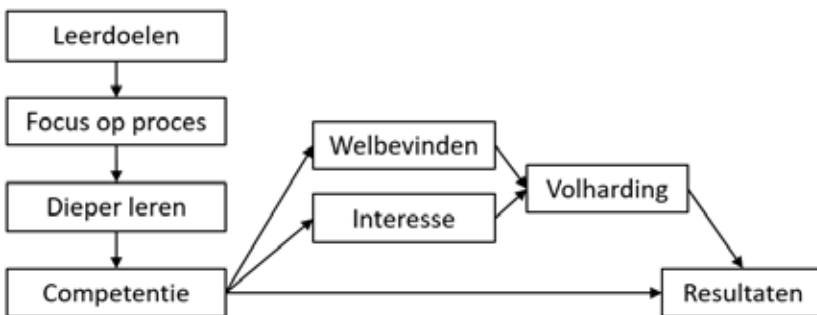 Leerdoelen
Focus op proces
Dieper leren
Competentie
Welbevinden
Interesse
Volharding
Resultaten